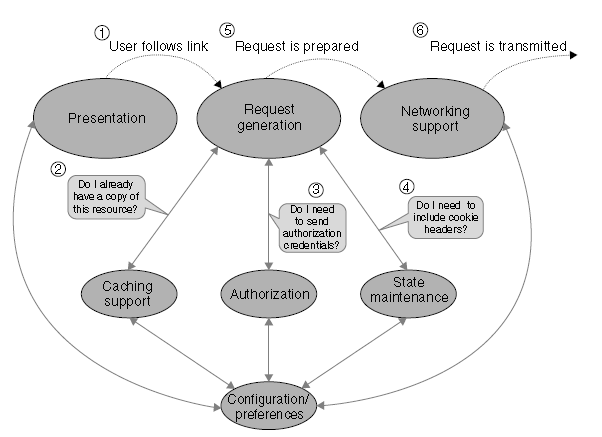 ① User follows link
⑤ Request is prepared
⑥ Request is transmitted
Presentation
Request
generation
Networking
support
②
Do I already
have a copy of
this resource?
③
Do I need
to send
authorization
credentials?
④
Do I need to
include cookie
headers?
Caching
support
Authorization
State
maintenance
Configuration/
preferences